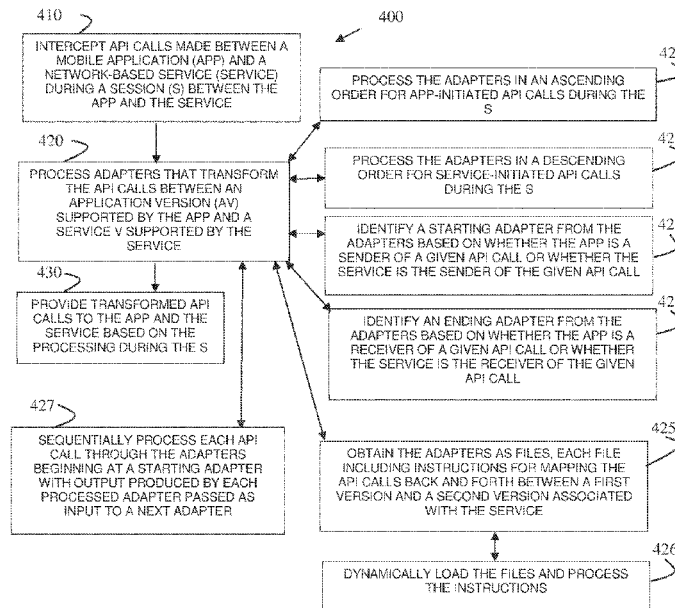 410
INTERCEPT API CALLS MADE BETWEEN A
MOBILE APPLICATION (APP) AND A
NETWORK-BASED SERVICE (SERVICE)
DURING A SESSION (S) BETWEEN
THE APP AND THE SERVICE
400
420
PROCESS ADAPTERS THAT TRANSFORM
THE API CALLS BETWEEN AN
APPLICATION VERSION (AV)
SUPPORTED BY THE APP AND A
SERVICE V SUPPORTED BY THE
SERVICE
430
PROVIDE TRANSFORMED API
CALLS TO THE APP AND THE
SERVICE BASED ON THE
PROCESSING DURING THE S
427
SEQUENTIALLY PROCESS EACH API
CALL THROUGH THE ADAPTERS
BEGINNING AT A STARTING ADAPTER
WITH OUTPUT PRODUCED BY EACH
PROCESSED ADAPTER PASSED AS
INPUT TO A NEXT ADAPTER
42
PROCESS THE ADAPTERS IN AN ASCENDING
ORDER FOR APP-INITIATED API CALLS DURING THE
S
42
PROCESS THE ADAPTERS IN A DESCENDING
ORDER FOR SERVICE-INITIATED API CALLS
DURING THE S
42
IDENTIFY A STARTING ADAPTER FROM THE
ADAPTERS BASED ON WHETHER THE APP IS A
SENDER OF A GIVEN API CALL OR WHETHER THE
SERVICE IS THE SENDER OF THE GIVEN API CALL
42
IDENTIFY AN ENDING ADAPTER FROM THE
ADAPTERS BASED ON WHETHER THE APP IS A
RECEIVER OF A GIVEN API CALL OR WHETHER
THE SERVICE IS THE RECEIVER OF THE GIVEN
API CALL
425
OBTAIN THE ADAPTERS AS FILES, EACH FILE
INCLUDING INSTRUCTIONS FOR MAPPING THE
API CALLS BACK AND FORTH BETWEEN A FIRST
VERSION AND A SECOND VERSION ASSOCIATED
WITH THE SERVICE
426
DYNAMICALLY LOAD THE FILES AND PROCESS
THE INSTRUCTIONS